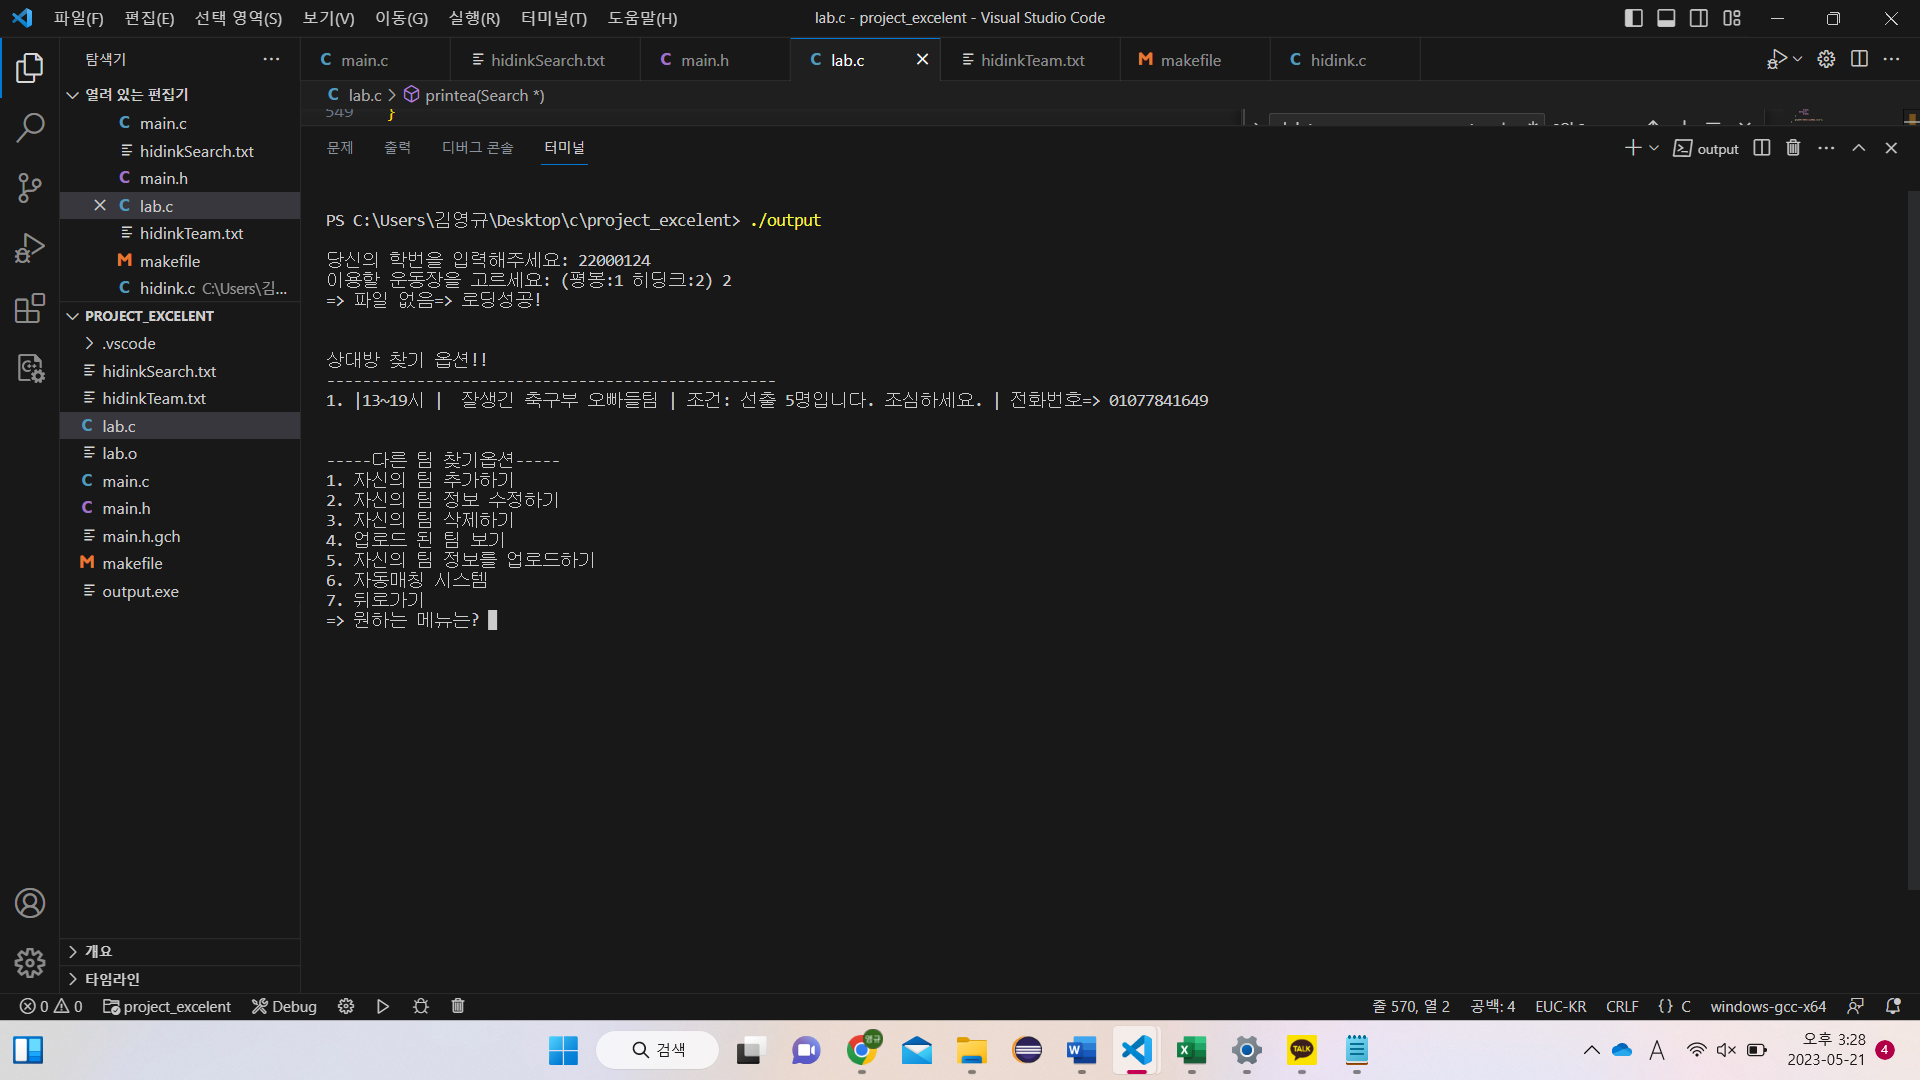 파일(F) 편집(E) 선택 영역(S) 보기(V) 이동(G) 실행(R) 터미널(T) 도움말(H)
lab.c - project_excelent - Visual Studio Code
탐색기
열려 있는 편집기
main.c
hidinkSearch.txt
main.h
lab.c
hidinkTeam.txt
makefile
hidink.c C:\Users\김...
PROJECT_EXCELENT
.vscode
hidinkSearch.txt
hidinkTeam.txt
lab.c
lab.o
main.c
main.h
main.h.gch
makefile
output.exe
개요
타임라인
main.c hidinkSearch.txt main.h lab.c hidinkTeam.txt makefile hidink.c
lab.c > printea(Search *)
549 }
문제 출력 디버그 콘솔 터미널
output
PS C:\Users\김영규\Desktop\c\project_excelent> ./output
당신의 학번을 입력해주세요: 22000124
이용할 운동장을 고르세요: (평봉:1 히딩크:2) 2
=> 파일 없음=> 로딩성공!
상대방 찾기 옵션!!
--------------------------------------------------
1. |13~19시 |  잘생긴 축구부 오빠들팀 | 조건: 선출 5명입니다. 조심하세요. | 전화번호=> 01077841649
-----다른 팀 찾기옵션-----
1. 자신의 팀 추가하기
2. 자신의 팀 정보 수정하기
3. 자신의 팀 삭제하기
4. 업로드 된 팀 보기
5. 자신의 팀 정보를 업로드하기
6. 자동매칭 시스템
7. 뒤로가기
=> 원하는 메뉴는?
0 0 project_excelent Debug
줄 570, 열 2 공백: 4 EUC-KR CRLF {} C windows-gcc-x64
검색
영규
TALK
A
오후 3:28
2023-05-21
4